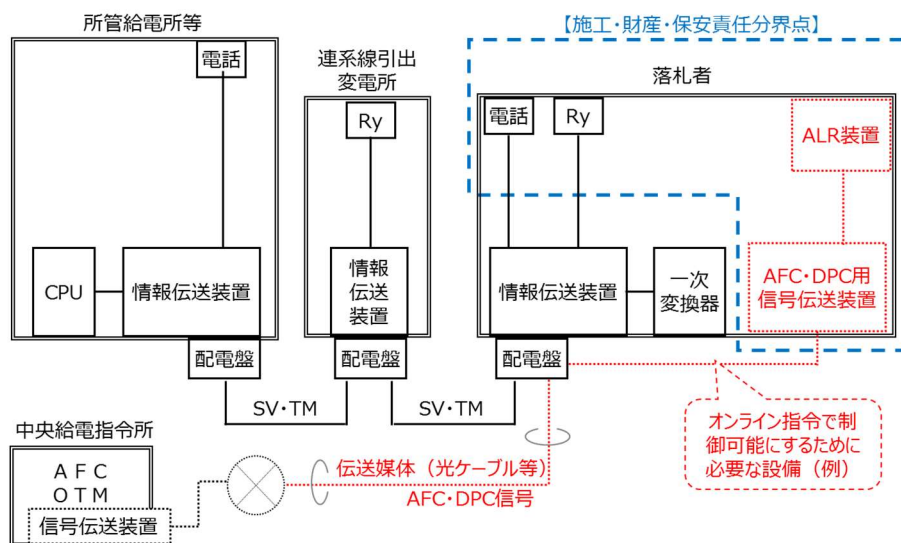 所管給電所等
電話
CPU
情報伝送装置
配電盤
連系線引出
変電所
Ry
情報
伝送
装置
配電盤
【施工・財産・保安責任分界点】
落札者
電話
Ry
ALR装置
情報伝送装置
一次
変換器
AFC・DPC用
信号伝送装置
配電盤
SV・TM
SV・TM
オンライン指令で制
御可能にするために
必要な設備（例）
中央給電指令所
AFC
OTM
信号伝送装置
伝送媒体（光ケーブル等）
AFC・DPC信号